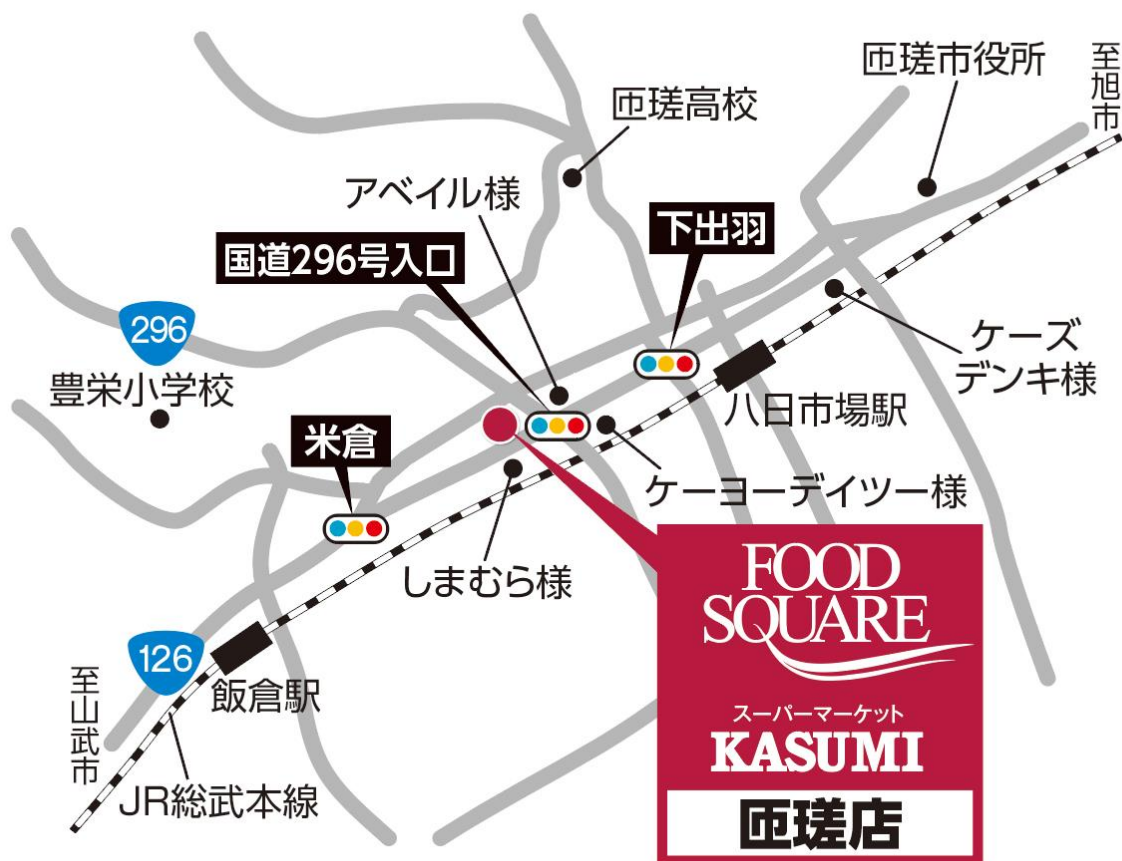 匝瑳市役所
至旭市
匝瑳高校
アベイル様
下出羽
国道296号入口
296
豊栄小学校
ケーズ
デンキ様
八日市場駅
米倉
ケーヨーデイツー様
しまむら様
126
飯倉駅
至山武市
JR総武本線
FOOD
SQUARE
スーパーマーケット
KASUMI
匝瑳店